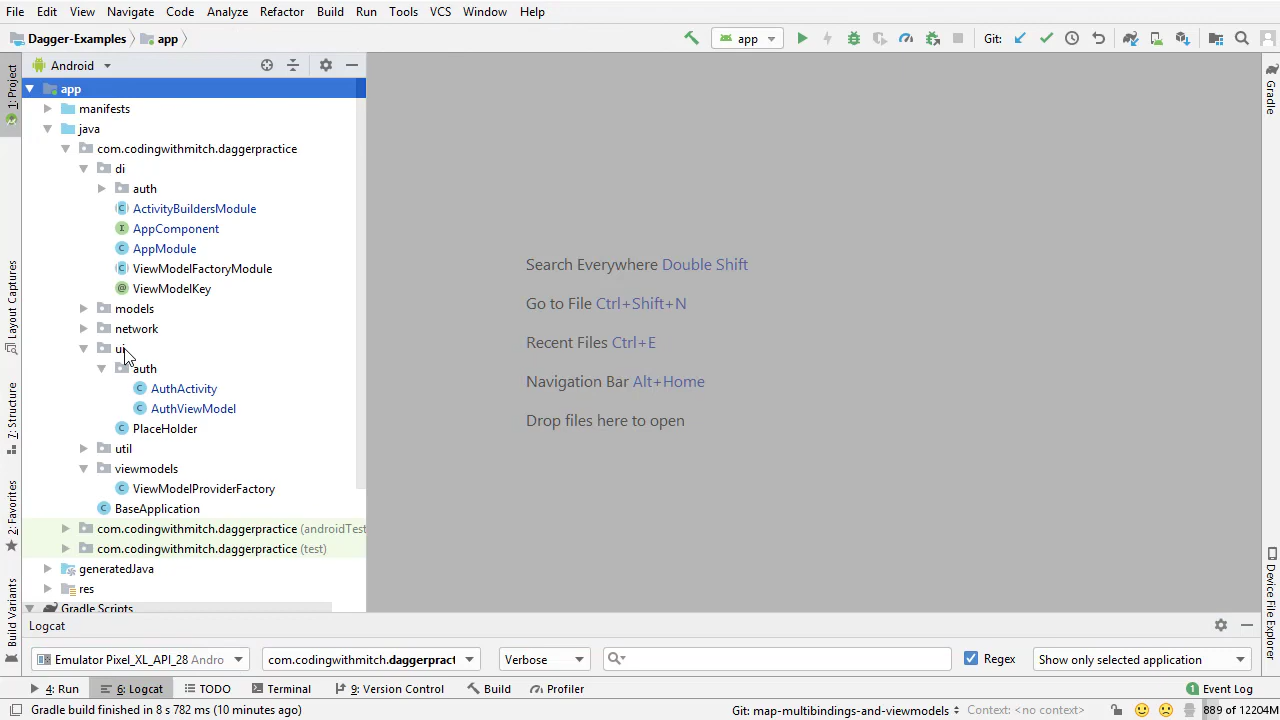 File Edit View Navigate Code Analyze Refactor Build Run Tools VCS Window Help
Dagger-Examples app
app
Git:
1: Project
Layout Captures
7: Structure
2: Favorites
Build Variants
Android
app
manifests
java
com.codingwithmitch.daggerpractice
di
auth
ActivityBuildersModule
AppComponent
AppModule
ViewModelFactoryModule
ViewModelKey
models
network
ui
auth
AuthActivity
AuthViewModel
PlaceHolder
util
viewmodels
ViewModelProviderFactory
BaseApplication
com.codingwithmitch.daggerpractice (androidTest
com.codingwithmitch.daggerpractice (test)
generatedJava
res
Gradle Scripts
Search Everywhere Double Shift
Go to File Ctrl+Shift+N
Recent Files Ctrl+E
Navigation Bar Alt+Home
Drop files here to open
Gradle
Device File Explorer
Logcat
Emulator Pixel_XL_API_28 Andro
com.codingwithmitch.daggerpract
Verbose
Regex
Show only selected application
4: Run
6: Logcat
TODO
Terminal
9: Version Control
Build
Profiler
1 Event Log
Gradle build finished in 8 s 782 ms (10 minutes ago)
Git: map-multibindings-and-viewmodels
Context: <no context>
889 of 12204M